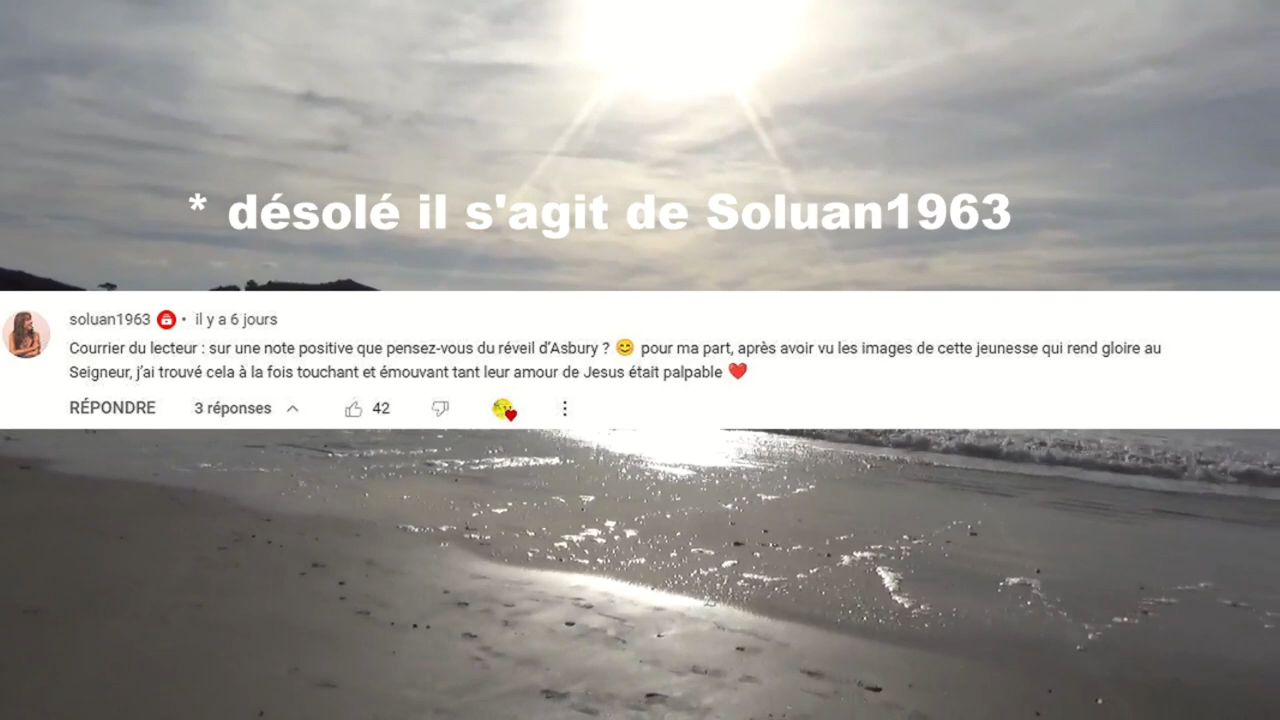 * désolé il s'agit de Soluan1963
soluan1963 • il y a 6 jours
Courrier du lecteur : sur une note positive que pensez-vous du réveil d'Asbury ? 😊 pour ma part, après avoir vu les images de cette jeunesse qui rend gloire au
Seigneur, j'ai trouvé cela à la fois touchant et émouvant tant leur amour de Jesus était palpable ❤️
RÉPONDRE 3 réponses 42